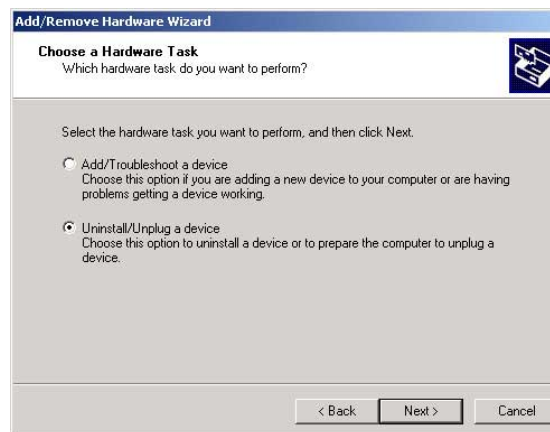 Add/Remove Hardware Wizard
Choose a Hardware Task
Which hardware task do you want to perform?
Select the hardware task you want to perform, and then click Next.
Add/Troubleshoot a device
Choose this option if you are adding a new device to your computer or are having
problems getting a device working.
Uninstall/Unplug a device
Choose this option to uninstall a device or to prepare the computer to unplug a
device.
< Back Next > Cancel